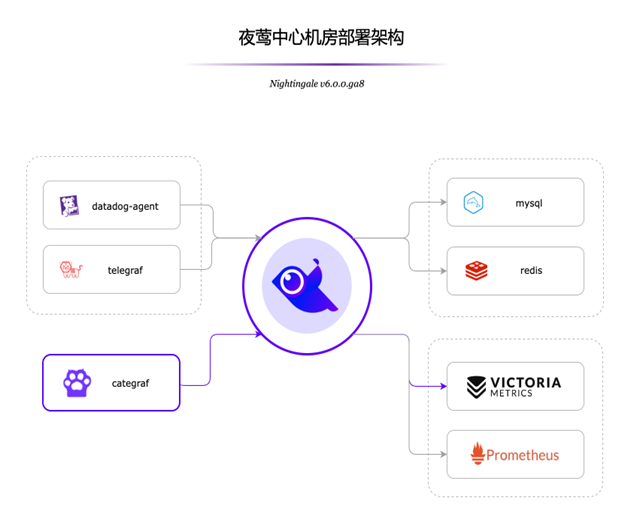 夜莺中心机房部署架构
Nightingale v6.0.0.ga8
datadog-agent
telegraf
categraf
mysql
redis
VICTORIA
METRICS
Prometheus